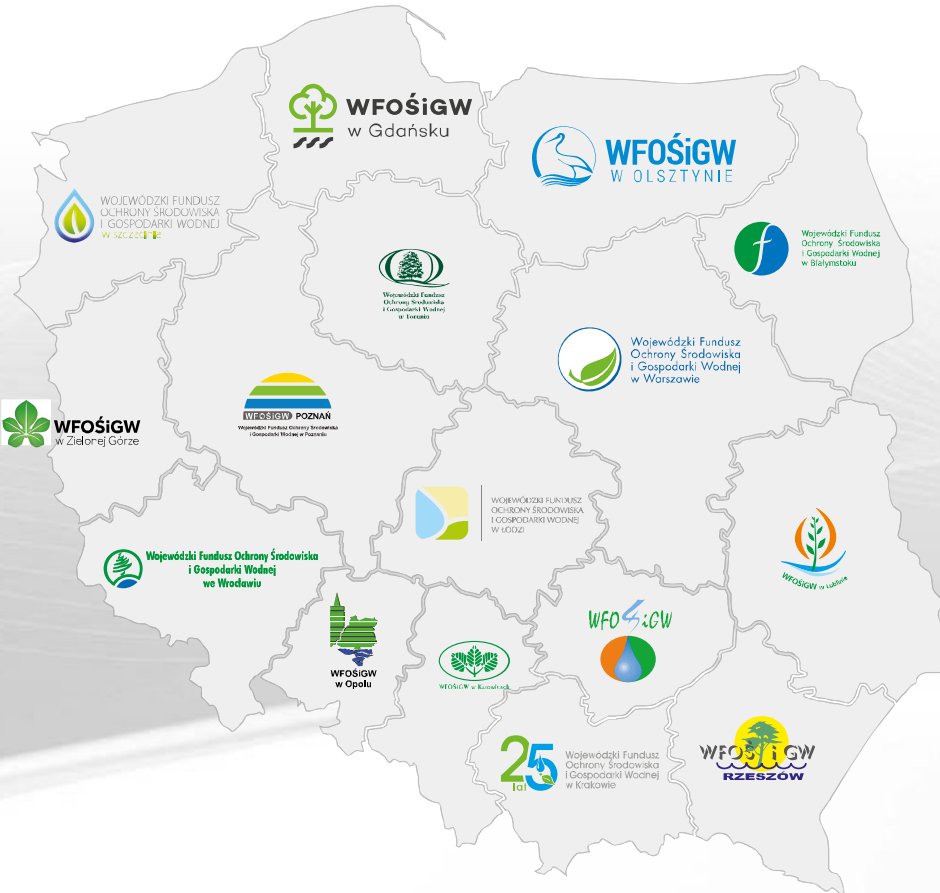 WFOŚiGW
w Gdańsku
WFOŚiGW
W OLSZTYNIE
WOJEWÓDZKI FUNDUSZ
OCHRONY ŚRODOWISKA
I GOSPODARKI WODNEJ
W SZCZECINIE
Wojewódzki Fundusz
Ochrony Środowiska
i Gospodarki Wodnej
w Białymstoku
Wojewódzki Fundusz
Ochrony Środowiska
i Gospodarki Wodnej
w Toruniu
Wojewódzki Fundusz
Ochrony Środowiska
i Gospodarki Wodnej
w Warszawie
WFOŚiGW POZNAŃ
Wojewódzki Fundusz Ochrony Środowiska
i Gospodarki Wodnej w Poznaniu
WFOŚiGW
w Zielonej Górze
WOJEWÓDZKI FUNDUSZ
OCHRONY ŚRODOWISKA
I GOSPODARKI WODNEJ
W ŁODZI
Wojewódzki Fundusz Ochrony Środowiska
i Gospodarki Wodnej
we Wrocławiu
WFOŚiGW w Lublinie
WFOŚiGW
WFOŚiGW
w Opolu
WFOŚiGW w Katowicach
25
lat
Wojewódzki Fundusz
Ochrony Środowiska
i Gospodarki Wodnej
w Krakowie
WFOŚiGW
RZESZÓW